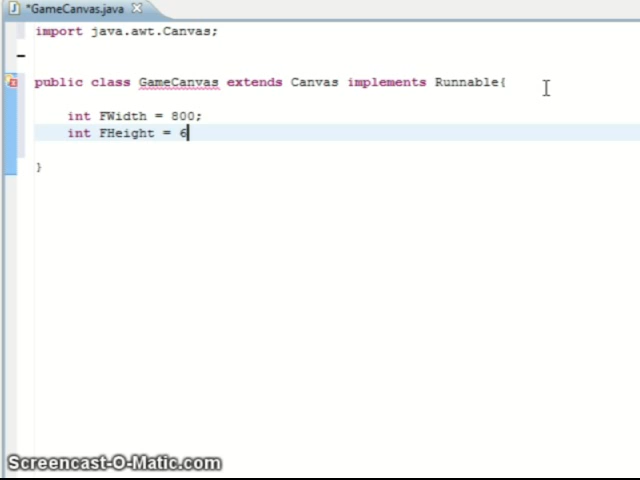 *GameCanvas.java
import java.awt.Canvas;
public class GameCanvas extends Canvas implements Runnable{
int FWidth = 800;
int FHeight = 6
}
Screencast-O-Matic.com